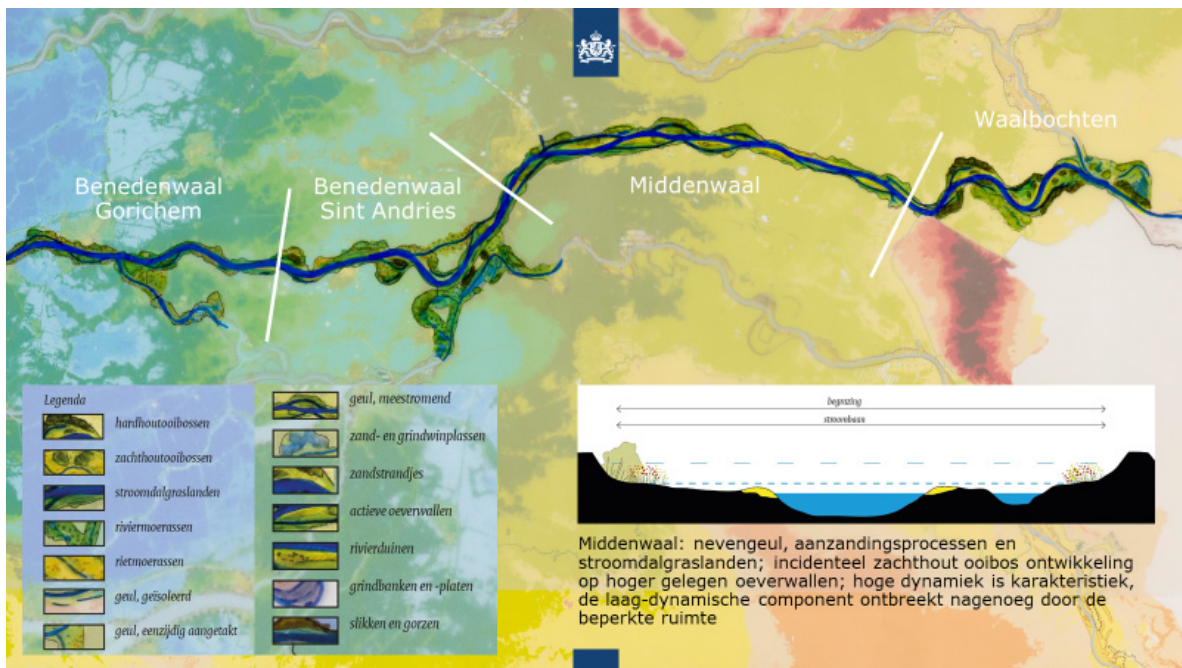 Waalbochten
Benedenwaal
Gorichem
Benedenwaal
Sint Andries
Middenwaal
Legenda
hardhoutooibossen
zachthoutooibossen
stroomdalgraslanden
riviermoerassen
rietmoerassen
geul, geïsoleerd
geul, eenzijdig aangetakt
geul, meestromend
zand- en grindwinplassen
zandstrandjes
actieve oeverwallen
rivierduinen
grindbanken en -platen
slikken en gorzen
begrazing
stroombaan
Middenwaal: nevengeul, aanzandingsprocessen en
stroomdalgraslanden; incidenteel zachthout ooibos ontwikkeling
op hoger gelegen oeverwallen; hoge dynamiek is karakteristiek,
de laag-dynamische component ontbreekt nagenoeg door de
beperkte ruimte